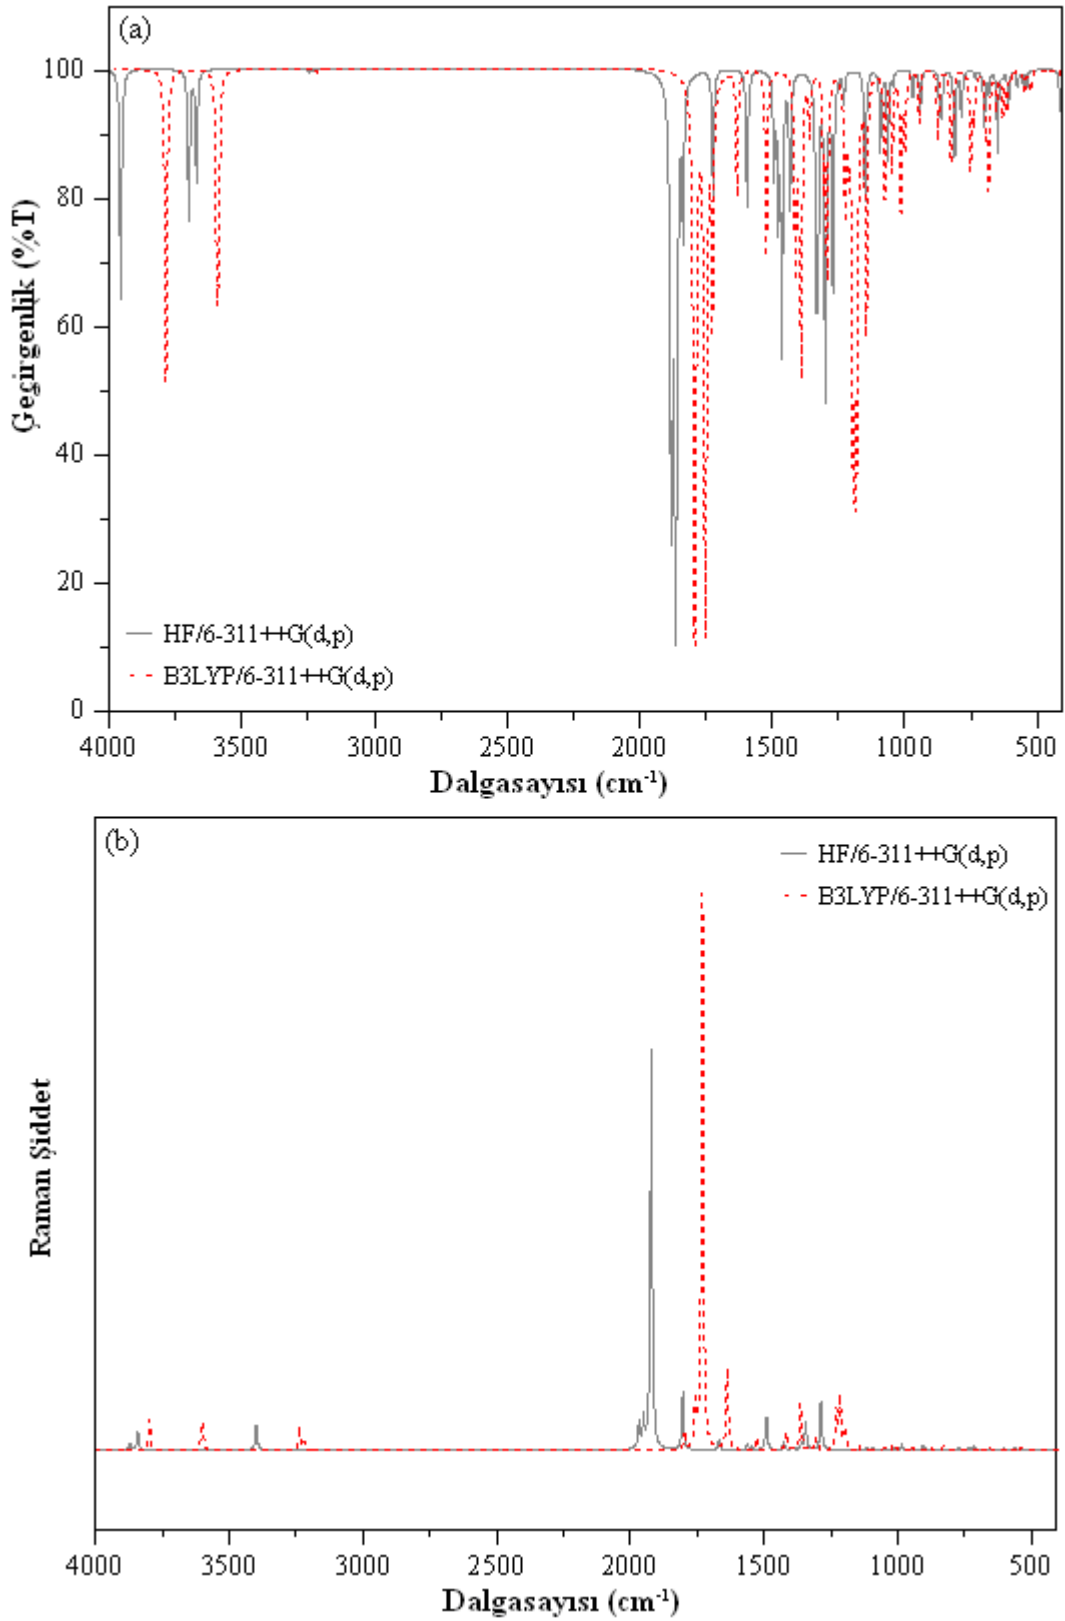 (a)
100
80
60
40
20
0
Geçirgenlik (%T)
HF/6-311++G(d,p)
B3LYP/6-311++G(d,p)
4000 3500 3000 2500 2000 1500 1000 500
Dalgasayısı (cm⁻¹)
(b)
HF/6-311++G(d,p)
B3LYP/6-311++G(d,p)
Raman Şiddet
4000 3500 3000 2500 2000 1500 1000 500
Dalgasayısı (cm⁻¹)